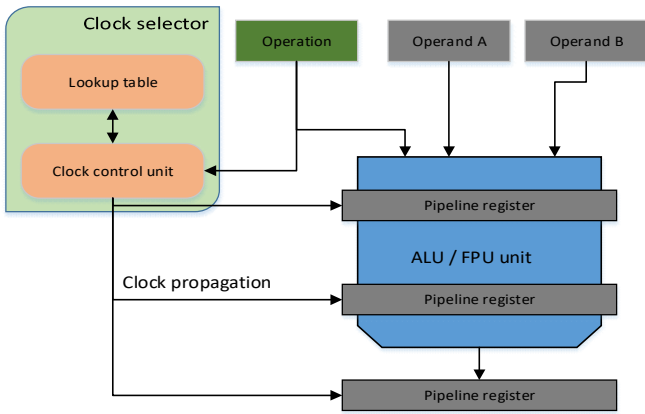 Clock selector
Lookup table
Clock control unit
Operation
Operand A
Operand B
Pipeline register
ALU / FPU unit
Clock propagation
Pipeline register
Pipeline register